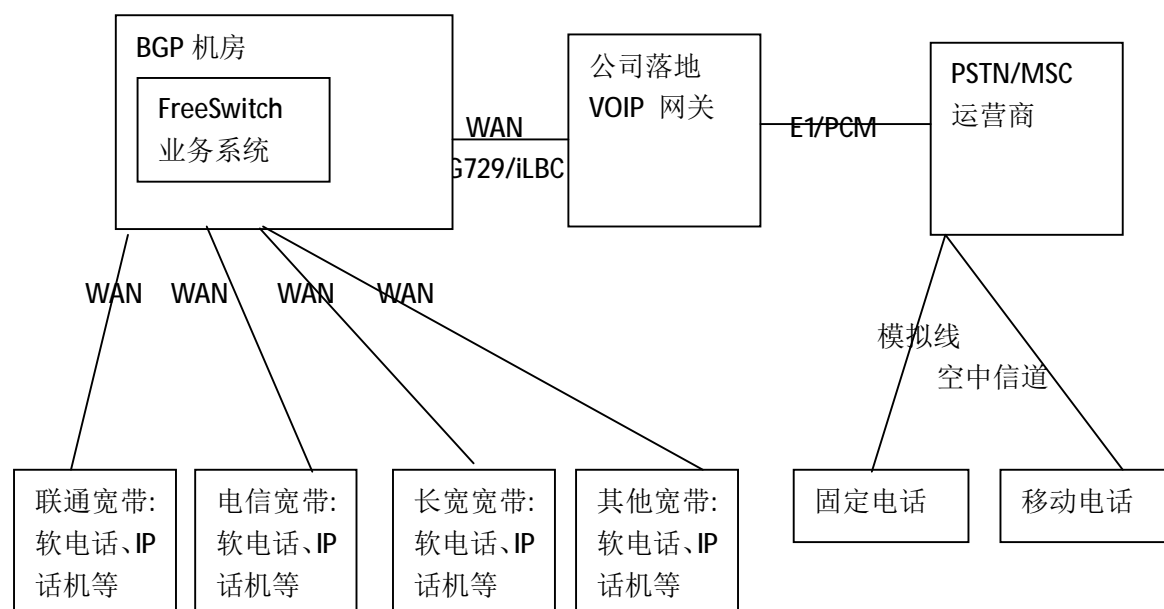 BGP 机房
FreeSwitch
业务系统
WAN
G729/iLBC
公司落地
VOIP 网关
E1/PCM
PSTN/MSC
运营商
WAN
WAN
WAN
WAN
模拟线
空中信道
联通宽带:
软电话、IP
话机等
电信宽带:
软电话、IP
话机等
长宽宽带:
软电话、IP
话机等
其他宽带:
软电话、IP
话机等
固定电话
移动电话